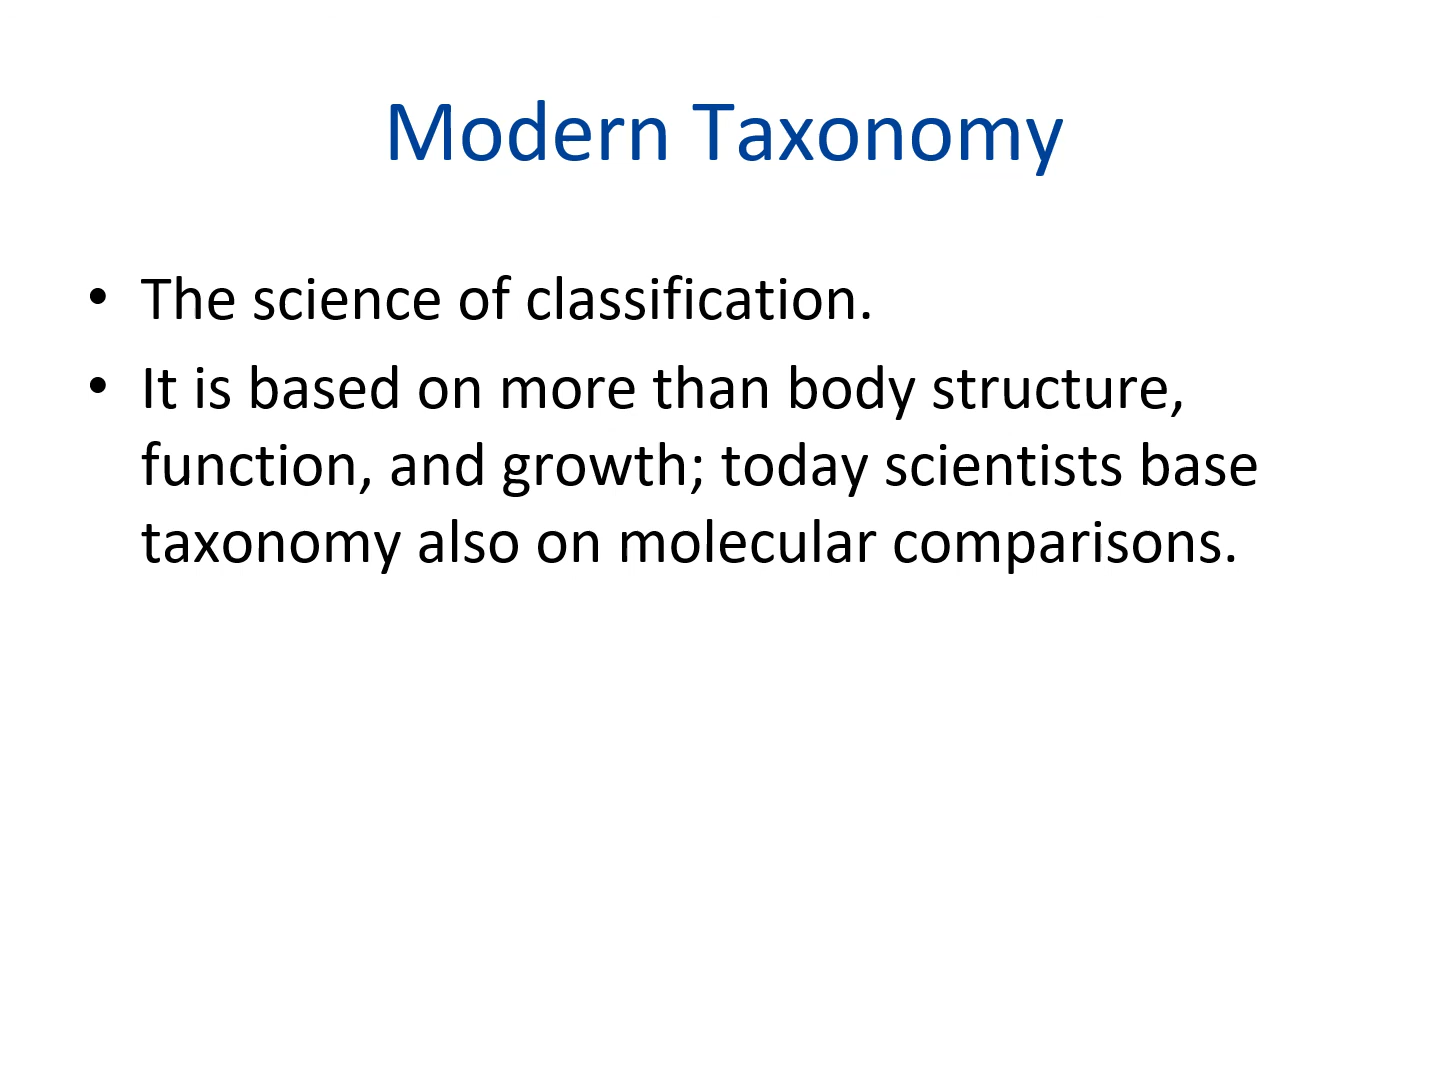 Modern Taxonomy
• The science of classification.
• It is based on more than body structure,
function, and growth; today scientists base
taxonomy also on molecular comparisons.